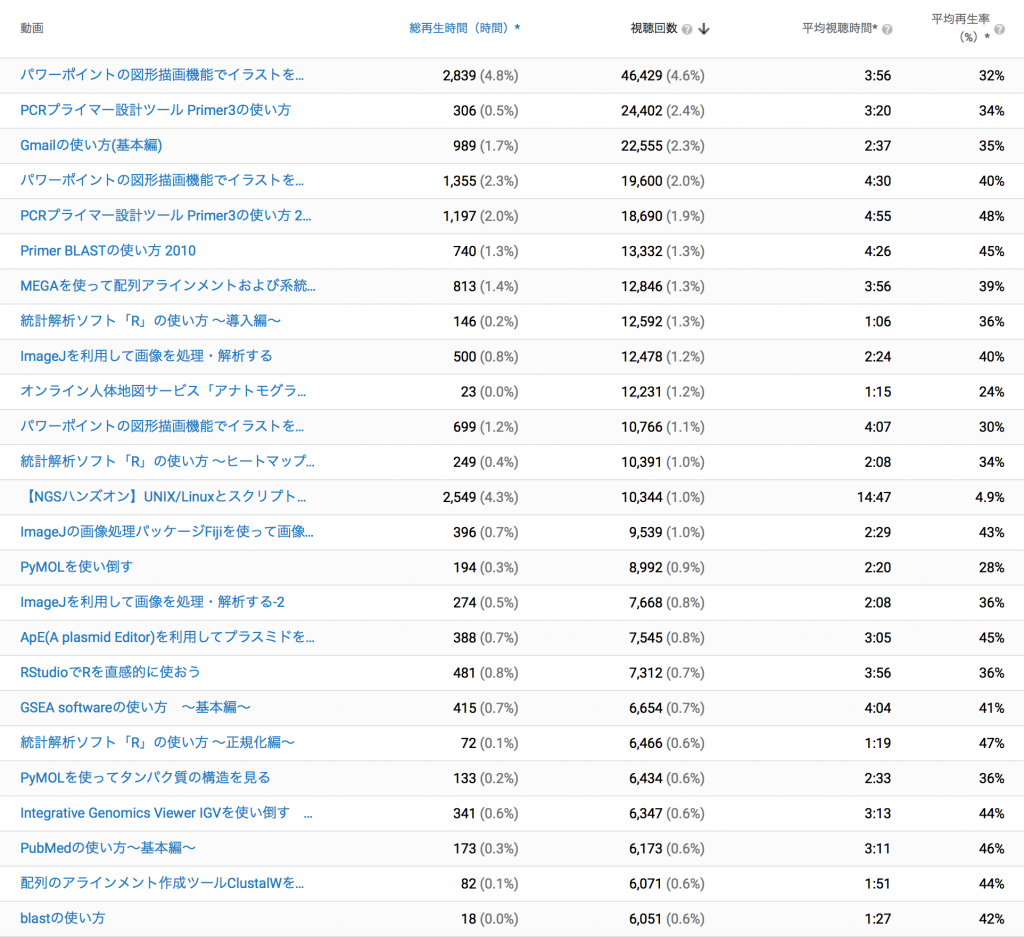 動画 総再生時間（時間）* 視聴回数 ? ↓ 平均視聴時間* ? 平均再生率（%）* ?
パワーポイントの図形描画機能でイラストを... 2,839 (4.8%) 46,429 (4.6%) 3:56 32%
PCRプライマー設計ツール Primer3の使い方 306 (0.5%) 24,402 (2.4%) 3:20 34%
Gmailの使い方(基本編) 989 (1.7%) 22,555 (2.3%) 2:37 35%
パワーポイントの図形描画機能でイラストを... 1,355 (2.3%) 19,600 (2.0%) 4:30 40%
PCRプライマー設計ツール Primer3の使い方 2... 1,197 (2.0%) 18,690 (1.9%) 4:55 48%
Primer BLASTの使い方 2010 740 (1.3%) 13,332 (1.3%) 4:26 45%
MEGAを使って配列アラインメントおよび系統... 813 (1.4%) 12,846 (1.3%) 3:56 39%
統計解析ソフト「R」の使い方 〜導入編〜 146 (0.2%) 12,592 (1.3%) 1:06 36%
ImageJを利用して画像を処理・解析する 500 (0.8%) 12,478 (1.2%) 2:24 40%
オンライン人体地図サービス「アナトモグラ... 23 (0.0%) 12,231 (1.2%) 1:15 24%
パワーポイントの図形描画機能でイラストを... 699 (1.2%) 10,766 (1.1%) 4:07 30%
統計解析ソフト「R」の使い方 〜ヒートマップ... 249 (0.4%) 10,391 (1.0%) 2:08 34%
【NGSハンズオン】UNIX/Linuxとスクリプト... 2,549 (4.3%) 10,344 (1.0%) 14:47 4.9%
ImageJの画像処理パッケージFijiを使って画像... 396 (0.7%) 9,539 (1.0%) 2:29 43%
PyMOLを使い倒す 194 (0.3%) 8,992 (0.9%) 2:20 28%
ImageJを利用して画像を処理・解析する-2 274 (0.5%) 7,668 (0.8%) 2:08 36%
ApE(A plasmid Editor)を利用してプラスミドを... 388 (0.7%) 7,545 (0.8%) 3:05 45%
RStudioでRを直感的に使おう 481 (0.8%) 7,312 (0.7%) 3:56 36%
GSEA softwareの使い方　〜基本編〜 415 (0.7%) 6,654 (0.7%) 4:04 41%
統計解析ソフト「R」の使い方 〜正規化編〜 72 (0.1%) 6,466 (0.6%) 1:19 47%
PyMOLを使ってタンパク質の構造を見る 133 (0.2%) 6,434 (0.6%) 2:33 36%
Integrative Genomics Viewer IGVを使い倒す　... 341 (0.6%) 6,347 (0.6%) 3:13 44%
PubMedの使い方〜基本編〜 173 (0.3%) 6,173 (0.6%) 3:11 46%
配列のアラインメント作成ツールClustalWを... 82 (0.1%) 6,071 (0.6%) 1:51 44%
blastの使い方 18 (0.0%) 6,051 (0.6%) 1:27 42%